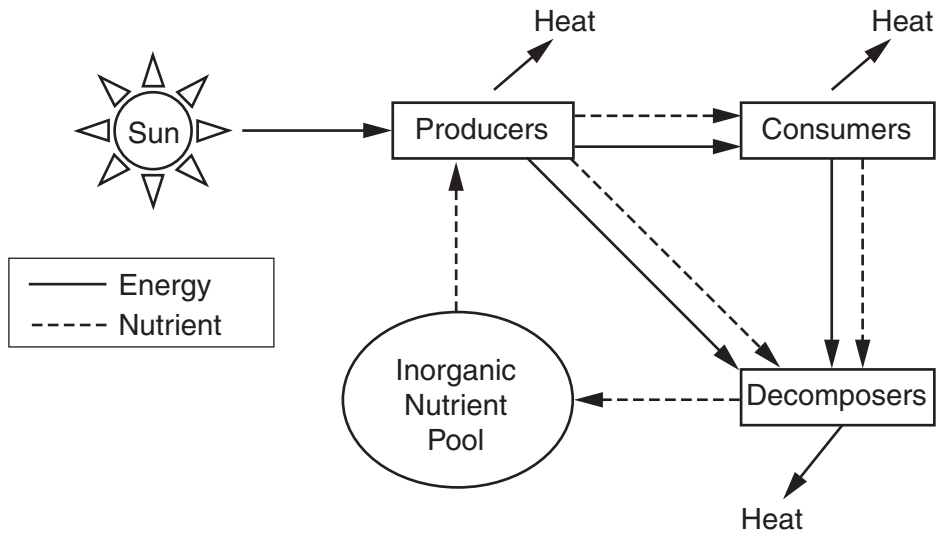 Heat
Heat
Sun
Producers
Consumers
Energy
Nutrient
Inorganic
Nutrient
Pool
Decomposers
Heat